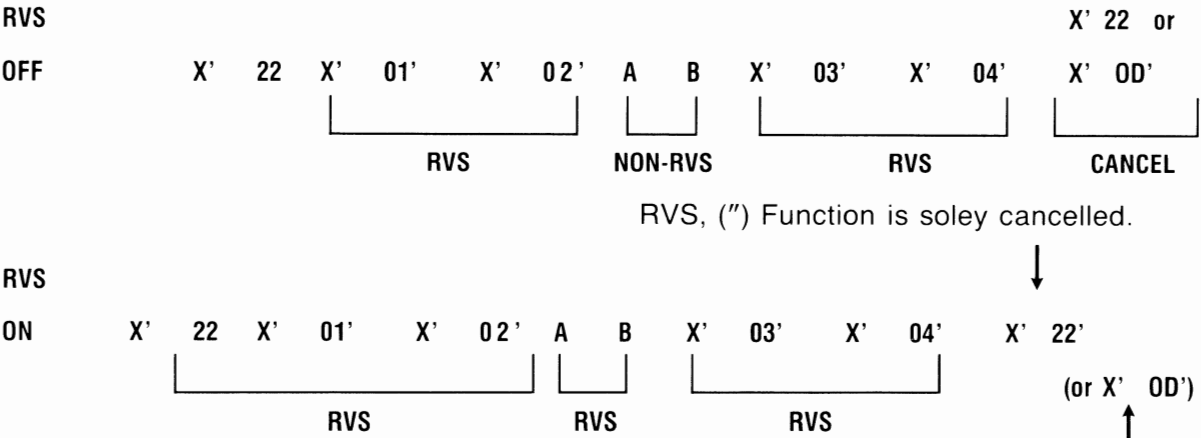 RVS X' 22 or
OFF X' 22 X' 01' X' 02' A B X' 03' X' 04' X' OD'
RVS NON-RVS RVS CANCEL
RVS, (") Function is soley cancelled.
RVS
ON X' 22 X' 01' X' 02' A B X' 03' X' 04' X' 22'
(or X' OD')
RVS RVS RVS